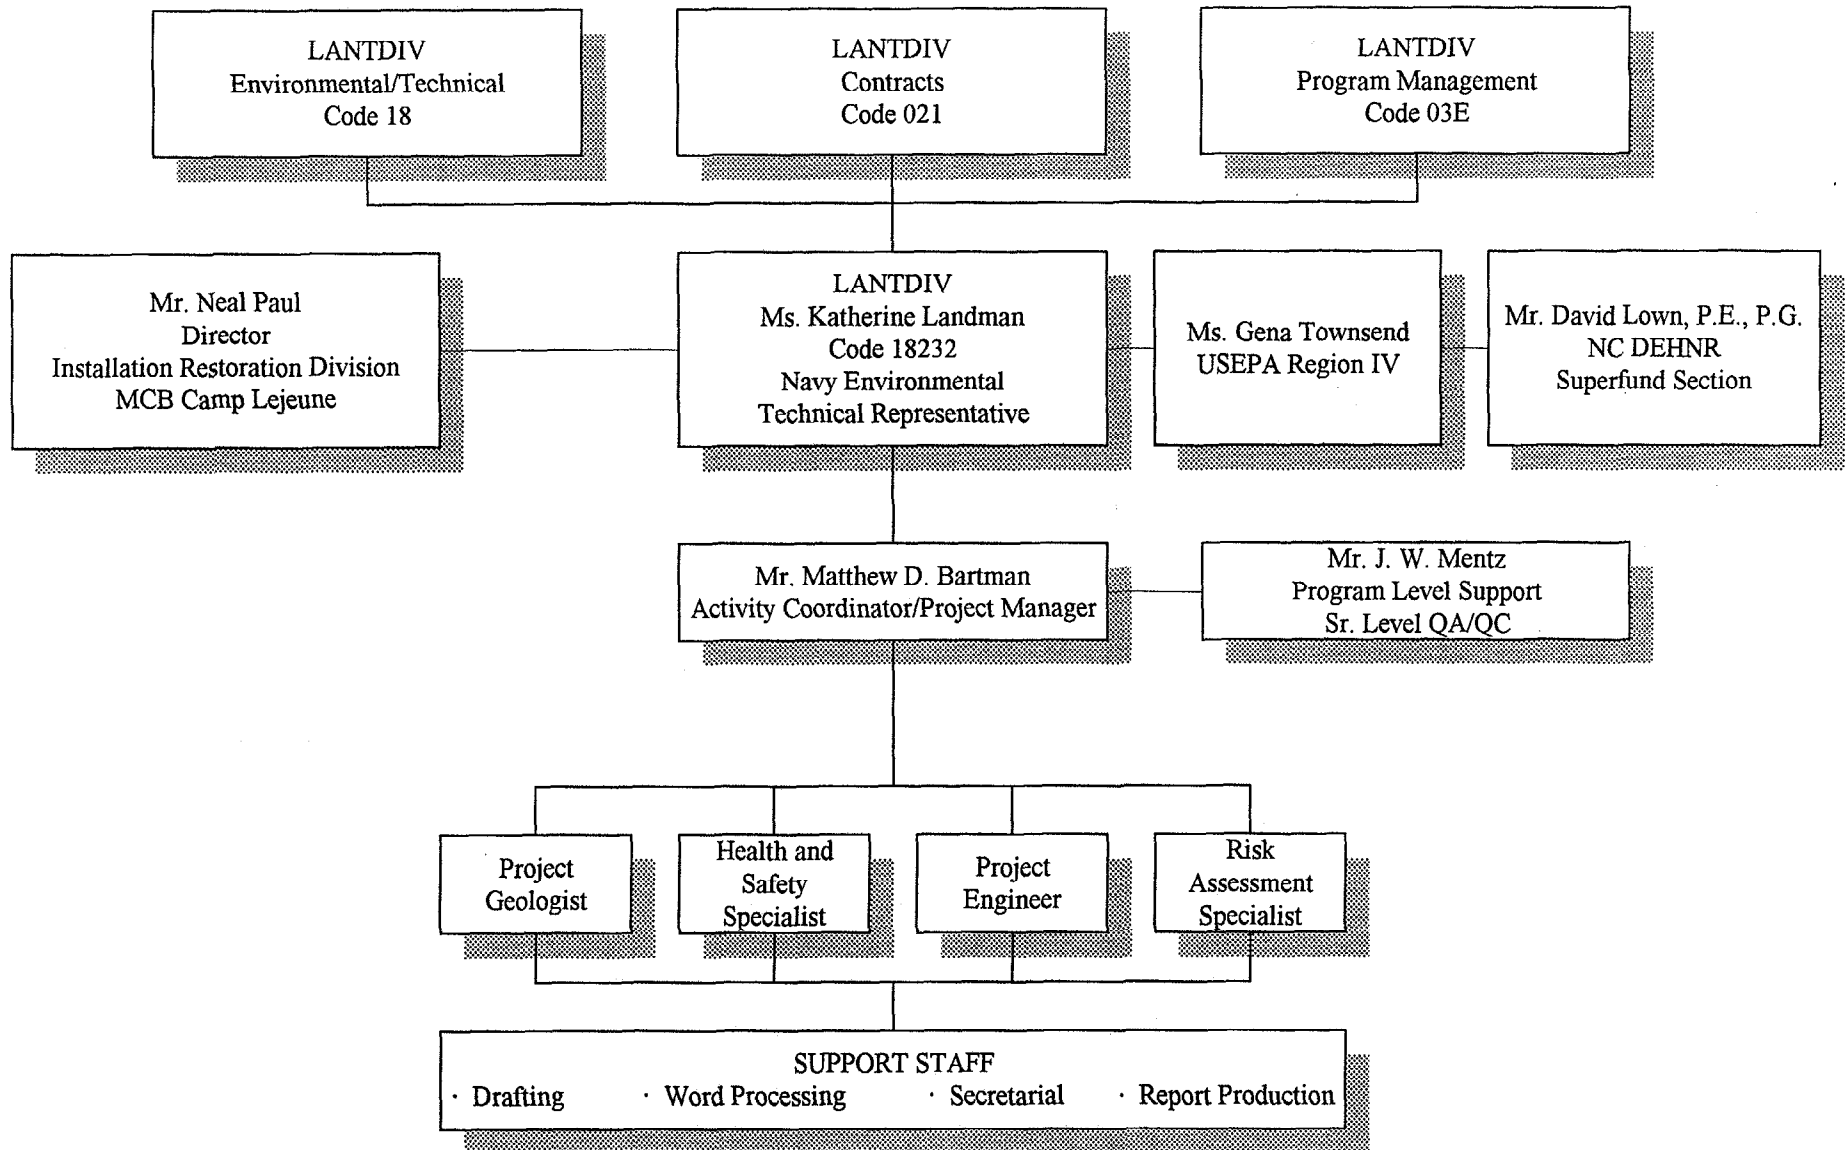 LANTDIV
Environmental/Technical
Code 18
LANTDIV
Contracts
Code 021
LANTDIV
Program Management
Code 03E
Mr. Neal Paul
Director
Installation Restoration Division
MCB Camp Lejeune
LANTDIV
Ms. Katherine Landman
Code 18232
Navy Environmental
Technical Representative
Ms. Gena Townsend
USEPA Region IV
Mr. David Lown, P.E., P.G.
NC DEHNR
Superfund Section
Mr. Matthew D. Bartman
Activity Coordinator/Project Manager
Mr. J. W. Mentz
Program Level Support
Sr. Level QA/QC
Project
Geologist
Health and
Safety
Specialist
Project
Engineer
Risk
Assessment
Specialist
SUPPORT STAFF
· Drafting · Word Processing · Secretarial · Report Production